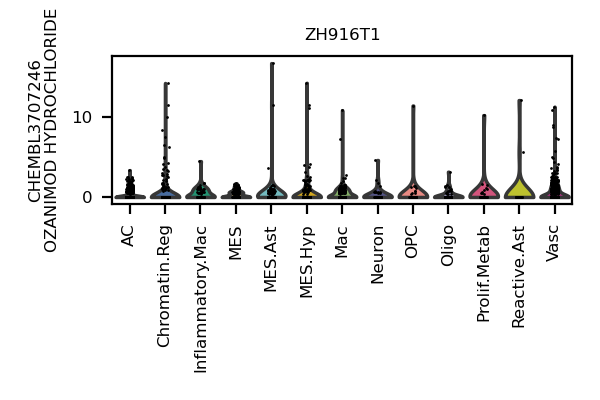 ZH916T1
CHEMBL3707246
OZANIMOD HYDROCHLORIDE
10
0
AC
Chromatin.Reg
Inflammatory.Mac
MES
MES.Ast
MES.Hyp
Mac
Neuron
OPC
Oligo
Prolif.Metab
Reactive.Ast
Vasc